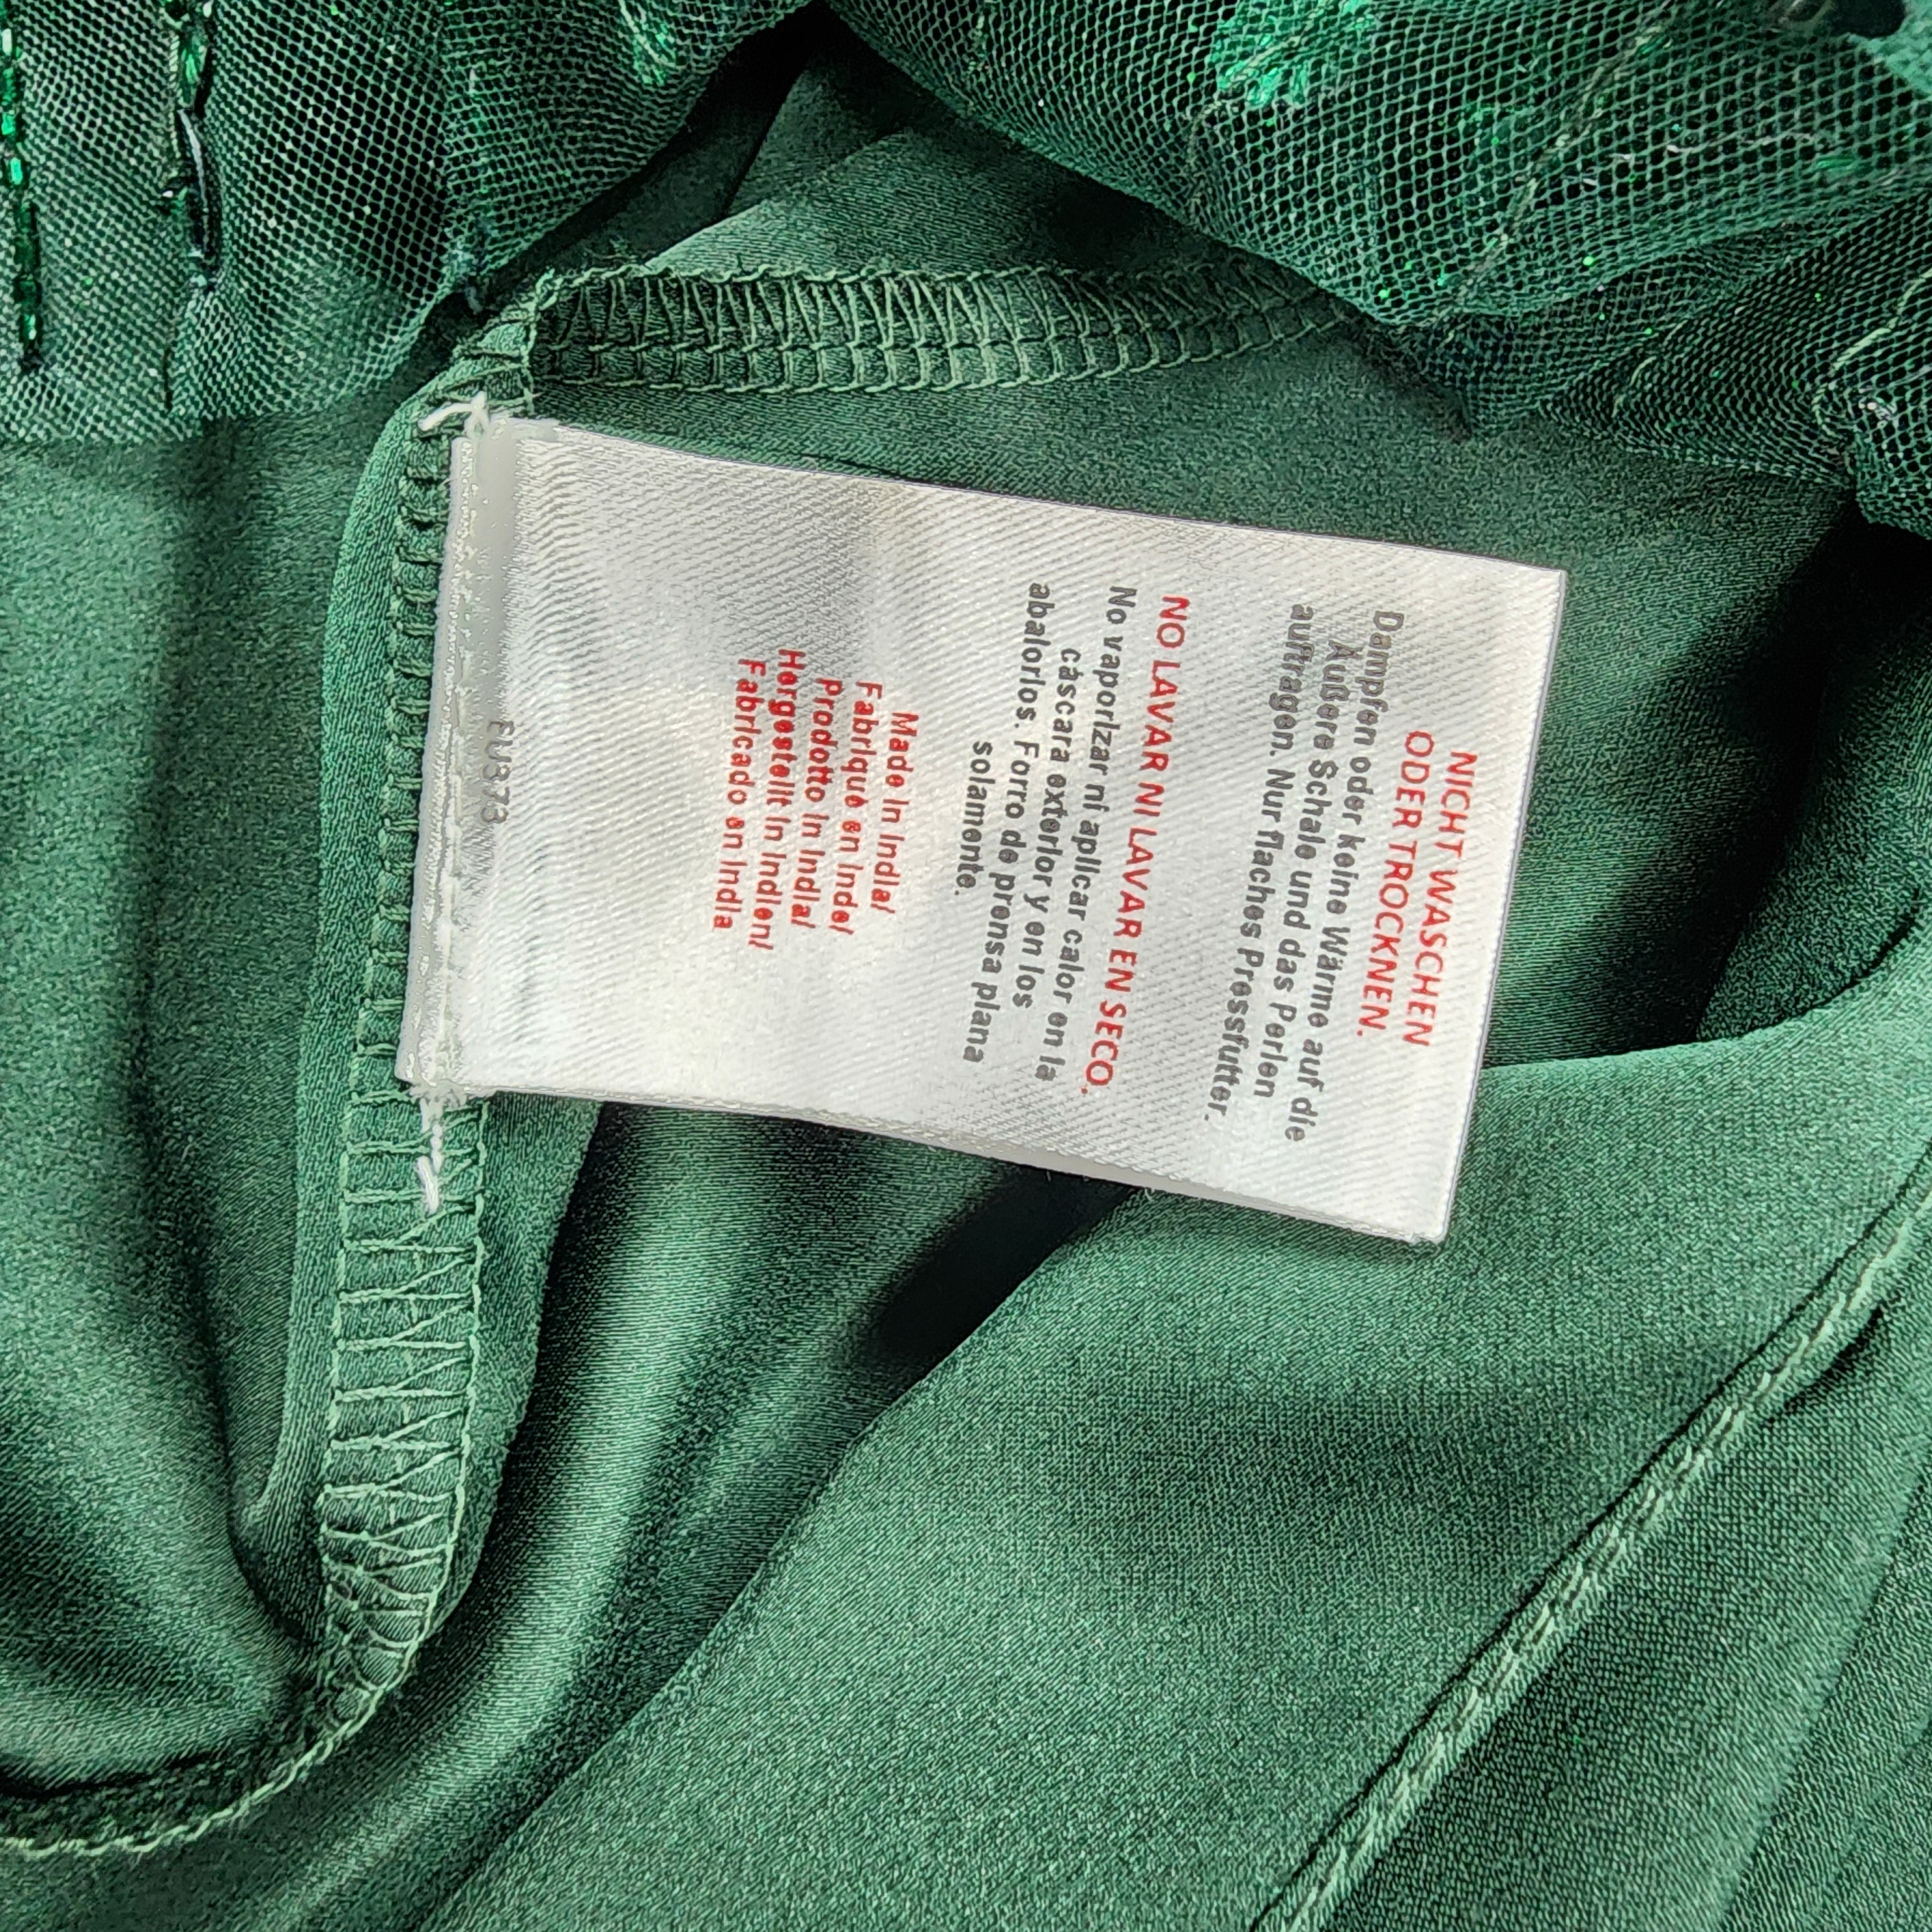 NICHT WASCHEN
ODER TROCKNEN.
Dampfen oder keine Wärme auf die
Äußere Schale und das Perlen
auftragen. Nur flaches Pressfutter.
NO LAVAR NI LAVAR EN SECO.
No vaporizar ni aplicar calor en la
cáscara exterior y en los
abalorios. Forro de prensa plana
solamente.
Made in India/
Fabriqué en Inde/
Prodotto in India/
Hergestellt in Indien/
Fabricado en India